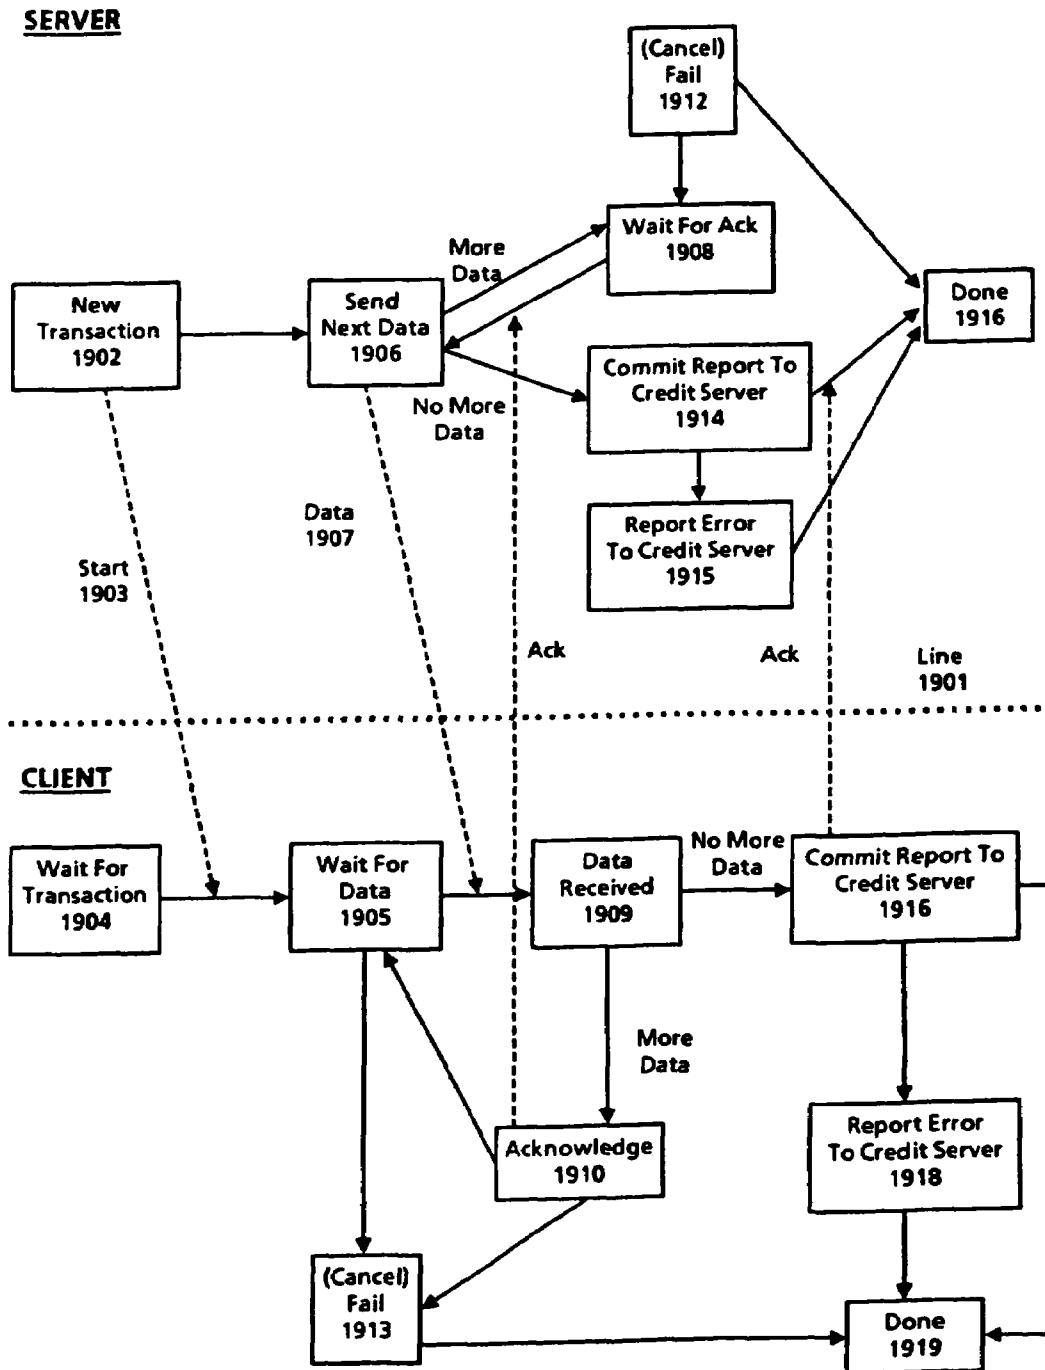 SERVER
(Cancel)
Fail
1912
Wait For Ack
1908
More
Data
New
Transaction
1902
Send
Next Data
1906
Done
1916
No More
Data
Commit Report To
Credit Server
1914
Data
1907
Report Error
To Credit Server
1915
Start
1903
Ack
Ack
Line
1901
CLIENT
Wait For
Transaction
1904
Wait For
Data
1905
Data
Received
1909
No More
Data
Commit Report To
Credit Server
1916
More
Data
Acknowledge
1910
Report Error
To Credit Server
1918
(Cancel)
Fail
1913
Done
1919